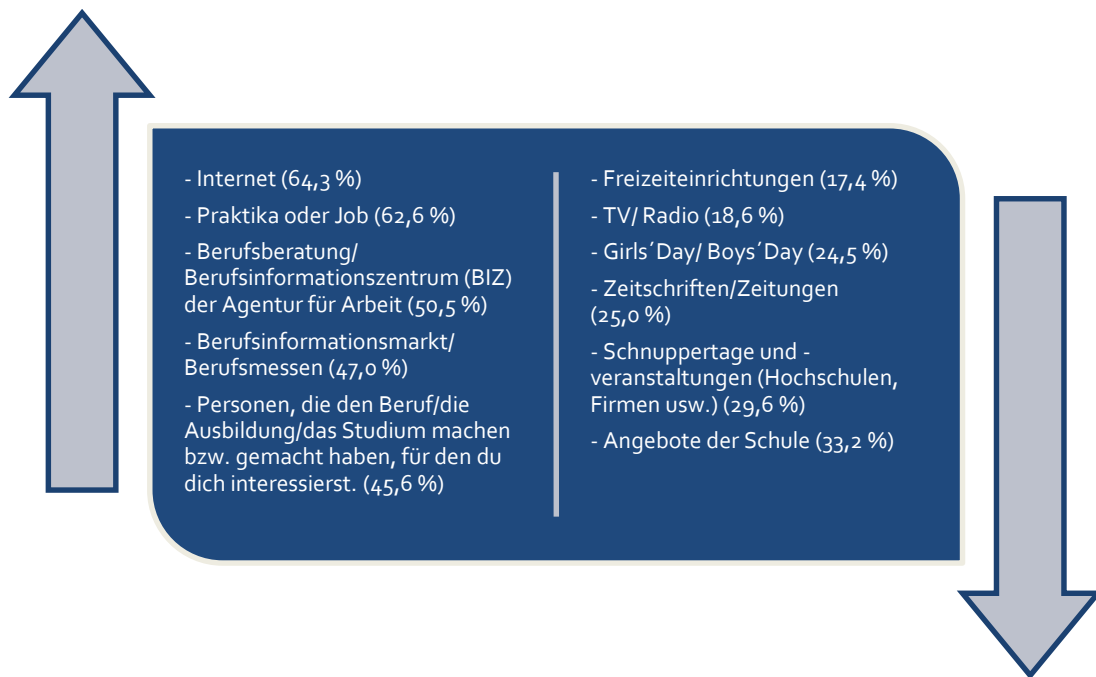 - Internet (64,3 %)
- Praktika oder Job (62,6 %)
- Berufsberatung/
Berufsinformationszentrum (BIZ)
der Agentur für Arbeit (50,5 %)
- Berufsinformationsmarkt/
Berufsmessen (47,0 %)
- Personen, die den Beruf/die
Ausbildung/das Studium machen
bzw. gemacht haben, für den du
dich interessierst. (45,6 %)
- Freizeiteinrichtungen (17,4 %)
- TV/ Radio (18,6 %)
- Girls´Day/ Boys´Day (24,5 %)
- Zeitschriften/Zeitungen
(25,0 %)
- Schnuppertage und -
veranstaltungen (Hochschulen,
Firmen usw.) (29,6 %)
- Angebote der Schule (33,2 %)